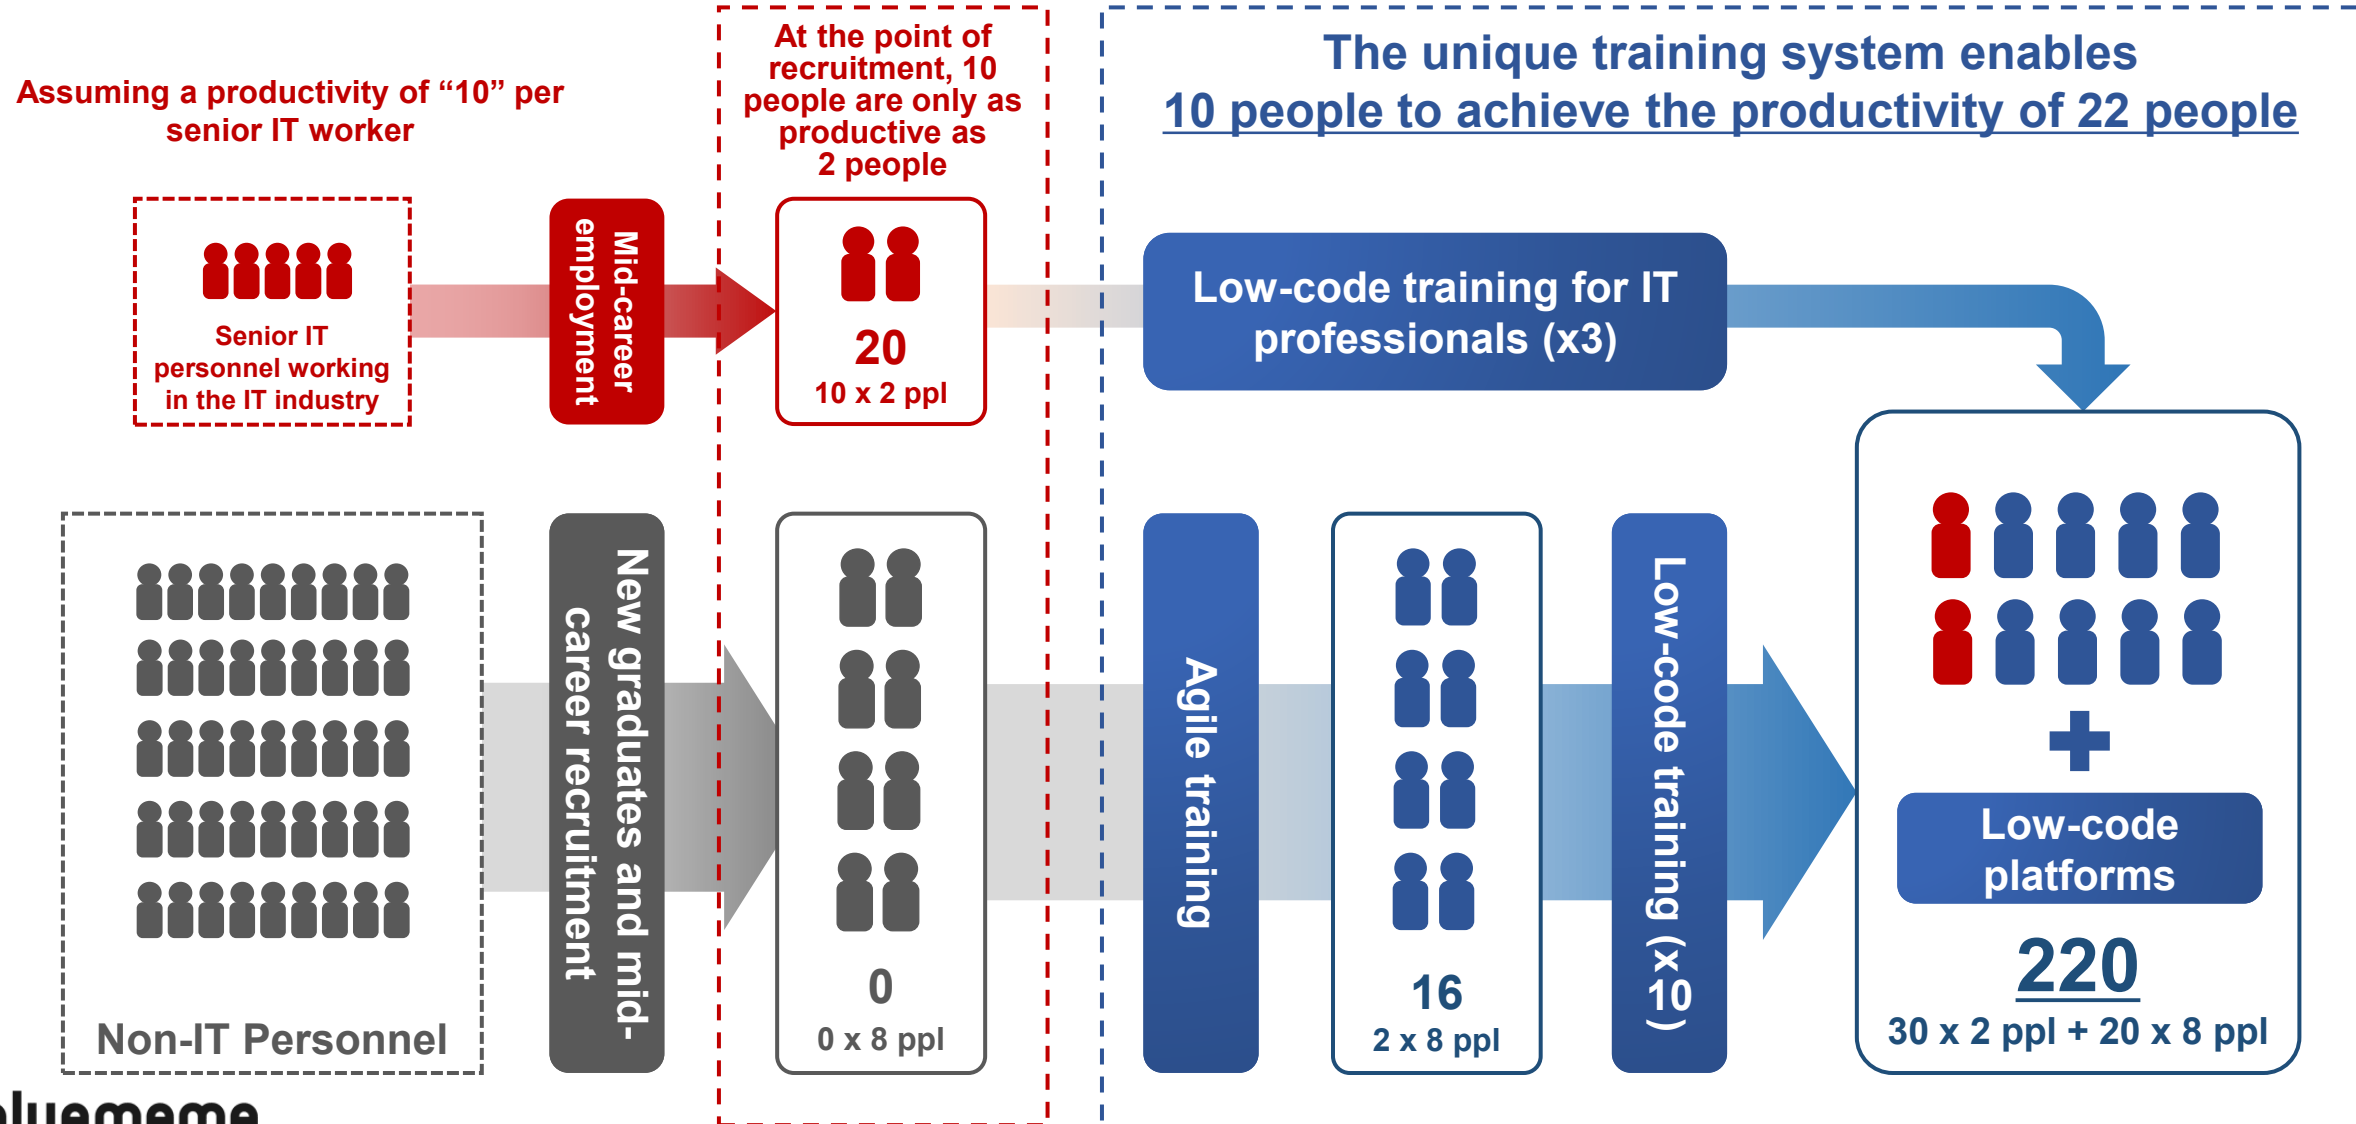 Assuming a productivity of “10” per
senior IT worker
At the point of
recruitment, 10
people are only as
productive as
2 people
The unique training system enables
10 people to achieve the productivity of 22 people
Senior IT
personnel working
in the IT industry
Mid-career
employment
20
10 x 2 ppl
Low-code training for IT
professionals (x3)
Non-IT Personnel
New graduates and mid-
career recruitment
0
0 x 8 ppl
Agile training
16
2 x 8 ppl
Low-code training (x10)
Low-code
platforms
220
30 x 2 ppl + 20 x 8 ppl